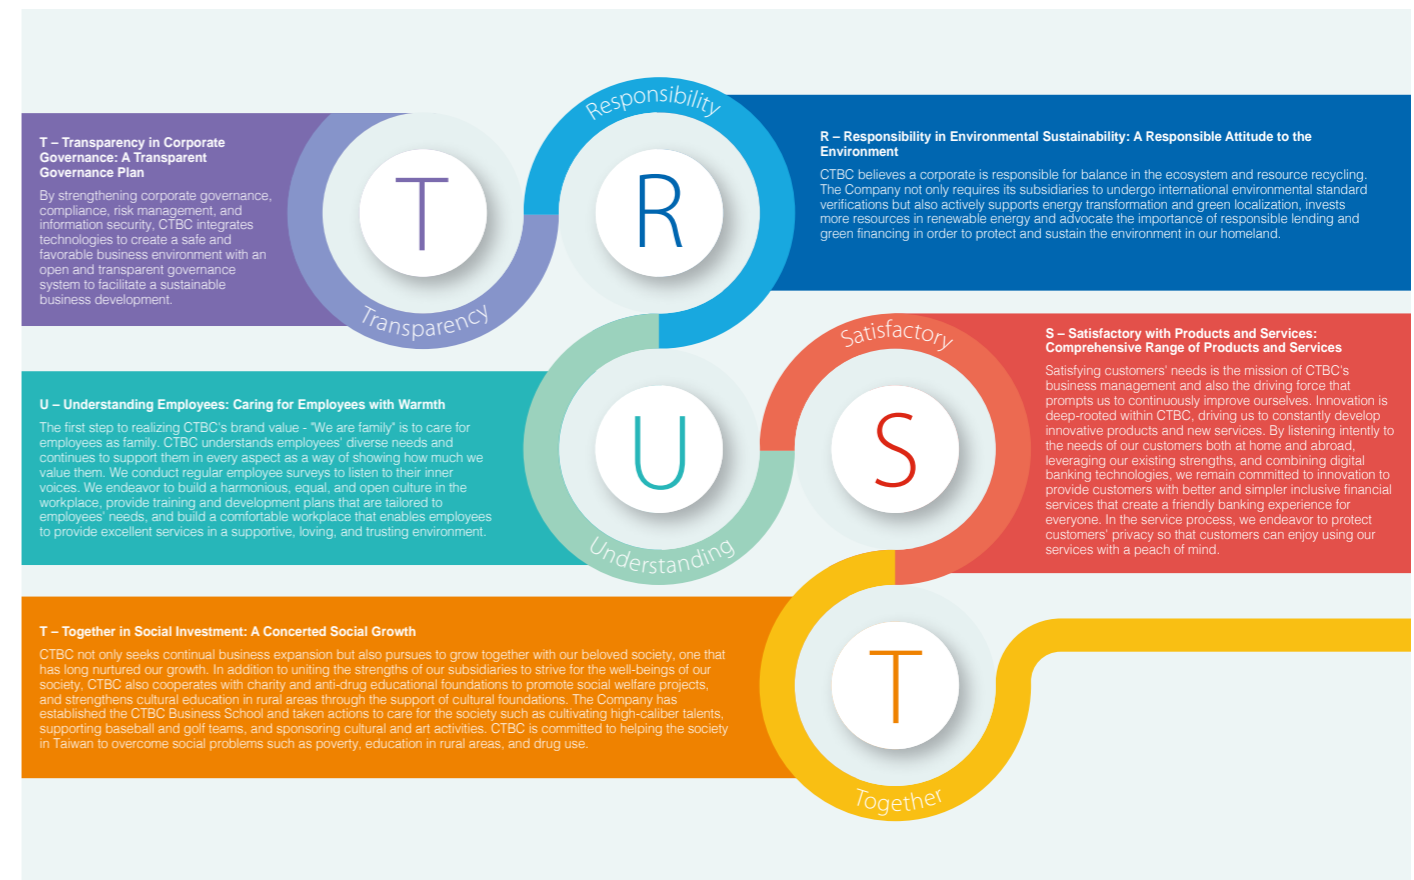 T – Transparency in Corporate
Governance: A Transparent
Governance Plan
By strengthening corporate governance,
compliance, risk management, and
information security, CTBC integrates
technologies to create a safe and
favorable business environment with an
open and transparent governance
system to facilitate a sustainable
business development.
T
Transparency
Responsibility
R
R – Responsibility in Environmental Sustainability: A Responsible Attitude to the
Environment
CTBC believes a corporate is responsible for balance in the ecosystem and resource recycling.
The Company not only requires its subsidiaries to undergo international environmental standard
verifications but also actively supports energy transformation and green localization, invests
more resources in renewable energy and advocate the importance of responsible lending and
green financing in order to protect and sustain the environment in our homeland.
U – Understanding Employees: Caring for Employees with Warmth
The first step to realizing CTBC's brand value - "We are family" is to care for
employees as family. CTBC understands employees' diverse needs and
continues to support them in every aspect as a way of showing how much we
value them. We conduct regular employee surveys to listen to their inner
voices. We endeavor to build a harmonious, equal, and open culture in the
workplace, provide training and development plans that are tailored to
employees' needs, and build a comfortable workplace that enables employees
to provide excellent services in a supportive, loving, and trusting environment.
U
Understanding
Satisfactory
S
S – Satisfactory with Products and Services:
Comprehensive Range of Products and Services
Satisfying customers' needs is the mission of CTBC's
business management and also the driving force that
prompts us to continuously improve ourselves. Innovation is
deep-rooted within CTBC, driving us to constantly develop
innovative products and new services. By listening intently to
the needs of our customers both at home and abroad,
leveraging our existing strengths, and combining digital
banking technologies, we remain committed to innovation to
provide customers with better and simpler inclusive financial
services that create a friendly banking experience for
everyone. In the service process, we endeavor to protect
customers' privacy so that customers can enjoy using our
services with a peach of mind.
T – Together in Social Investment: A Concerted Social Growth
CTBC not only seeks continual business expansion but also pursues to grow together with our beloved society, one that
has long nurtured our growth. In addition to uniting the strengths of our subsidiaries to strive for the well-beings of our
society, CTBC also cooperates with charity and anti-drug educational foundations to promote social welfare projects,
and strengthens cultural education in rural areas through the support of cultural foundations. The Company has
established the CTBC Business School and taken actions to care for the society such as cultivating high-caliber talents,
supporting baseball and golf teams, and sponsoring cultural and art activities. CTBC is committed to helping the society
in Taiwan to overcome social problems such as poverty, education in rural areas, and drug use.
T
Together